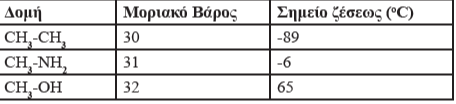 Δομή Μοριακό Βάρος Σημείο ζέσεως (°C)
CH₃-CH₃ 30 -89
CH₃-NH₂ 31 -6
CH₃-OH 32 65